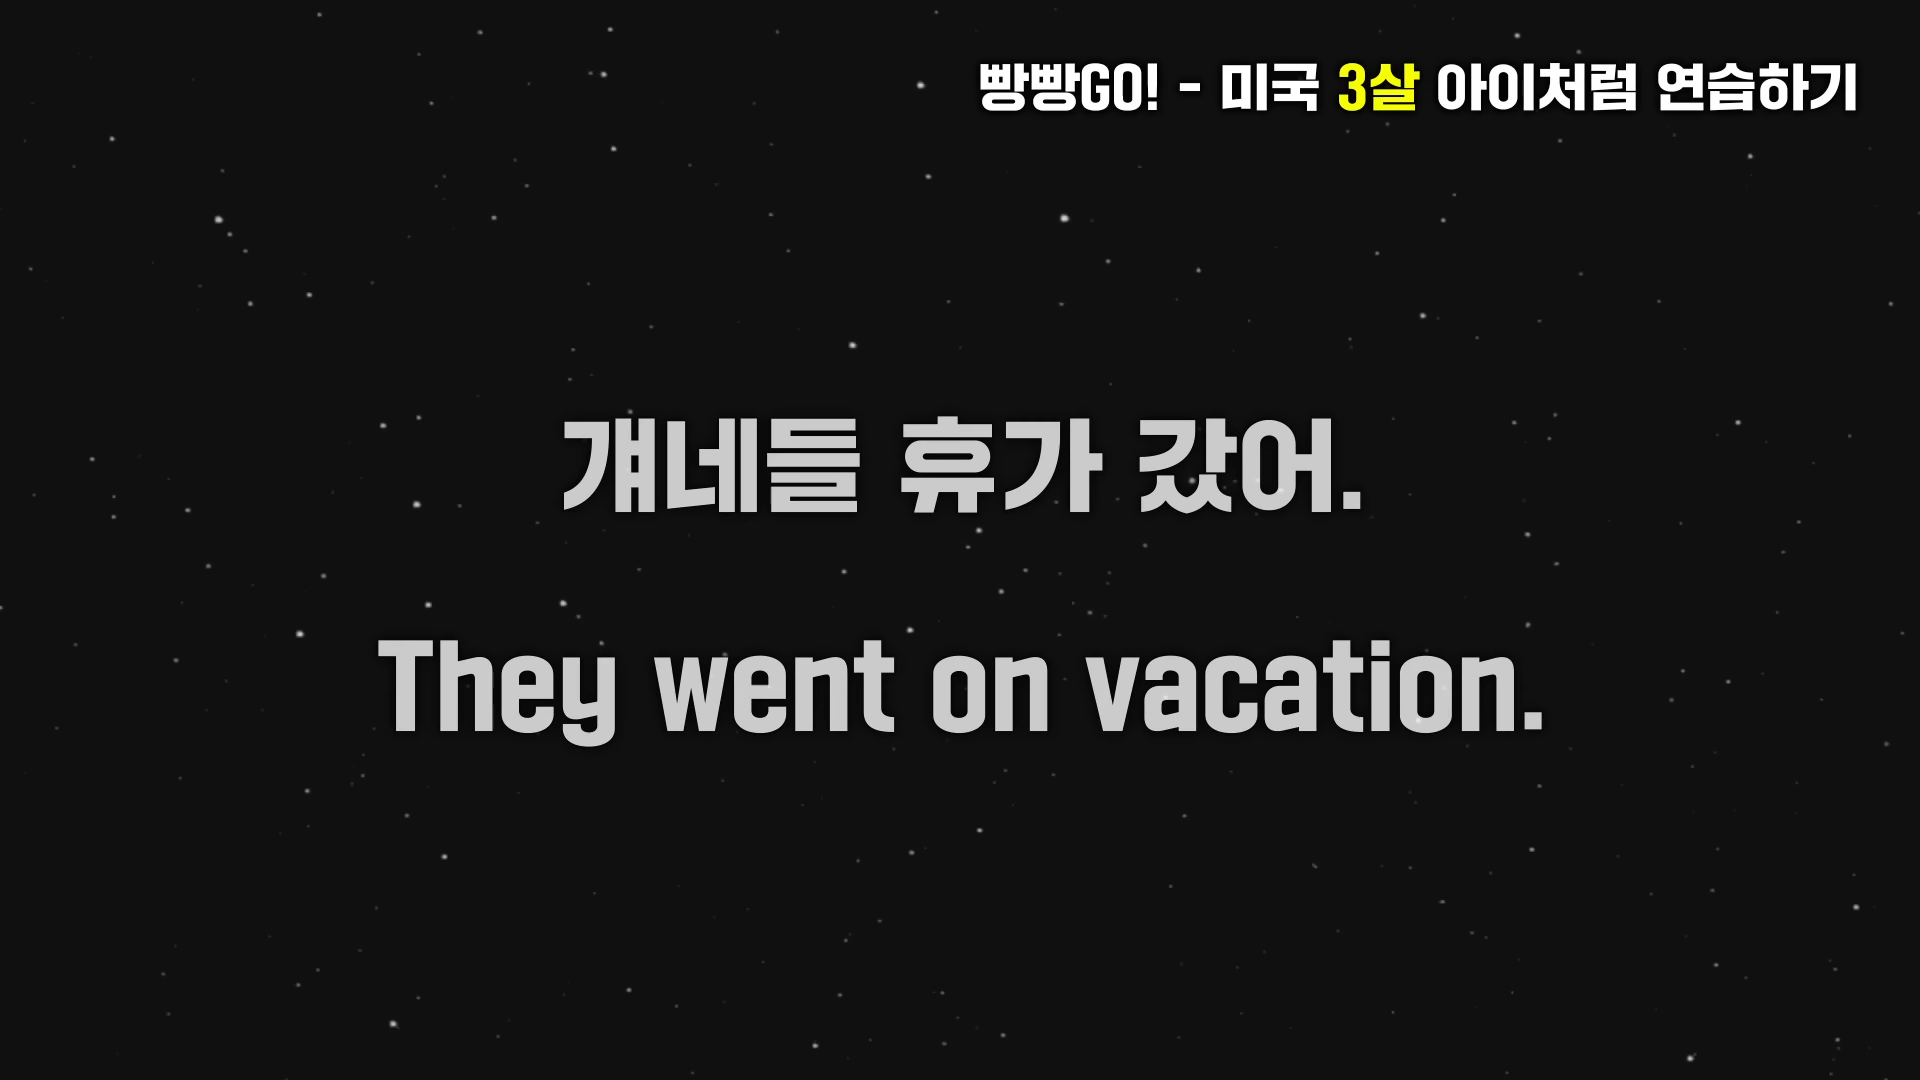 빵빵GO! - 미국 3살 아이처럼 연습하기
걔네들 휴가 갔어.
They went on vacation.